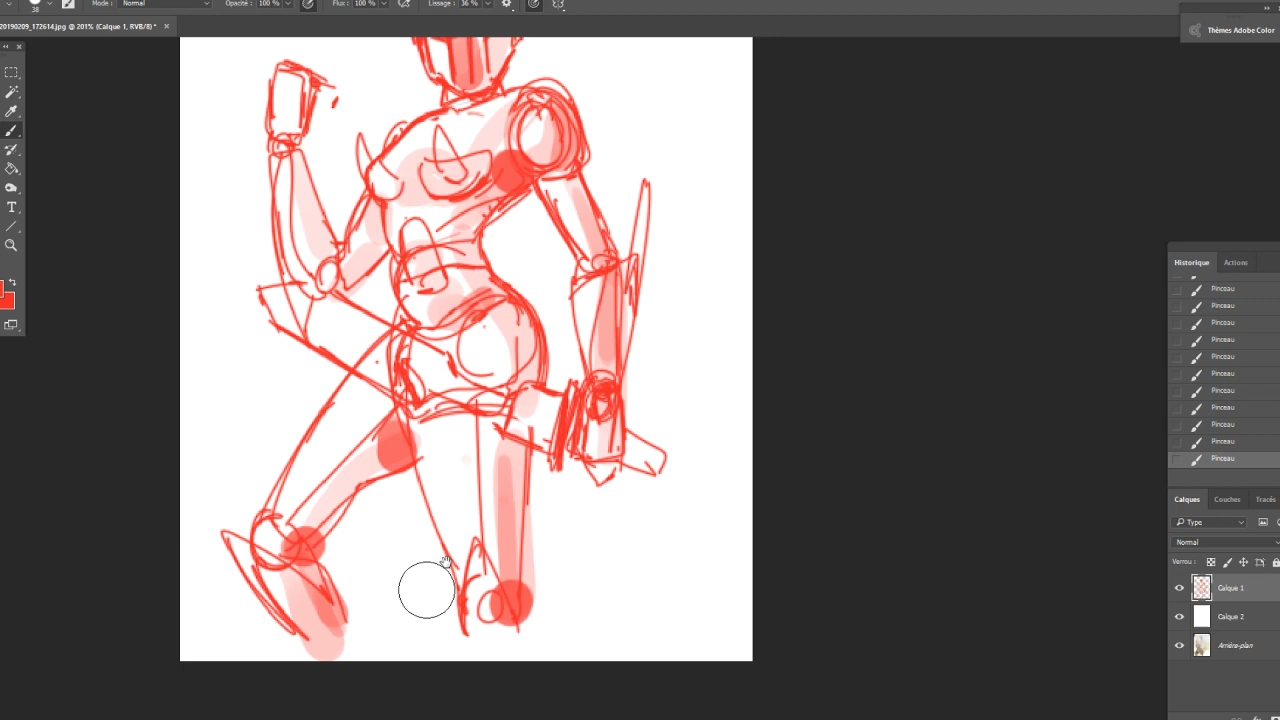 Mode : Normal Opacité : 100 % Flux : 100 % Lissage : 36 %
38
20190209_172614.jpg @ 201% (Calque 1, RVB/8) *
Thèmes Adobe Color
Historique Actions
Pinceau
Pinceau
Pinceau
Pinceau
Pinceau
Pinceau
Pinceau
Pinceau
Pinceau
Pinceau
Pinceau
Calques Couches Tracés
Type
Normal
Verrou :
Calque 1
Calque 2
Arrière-plan